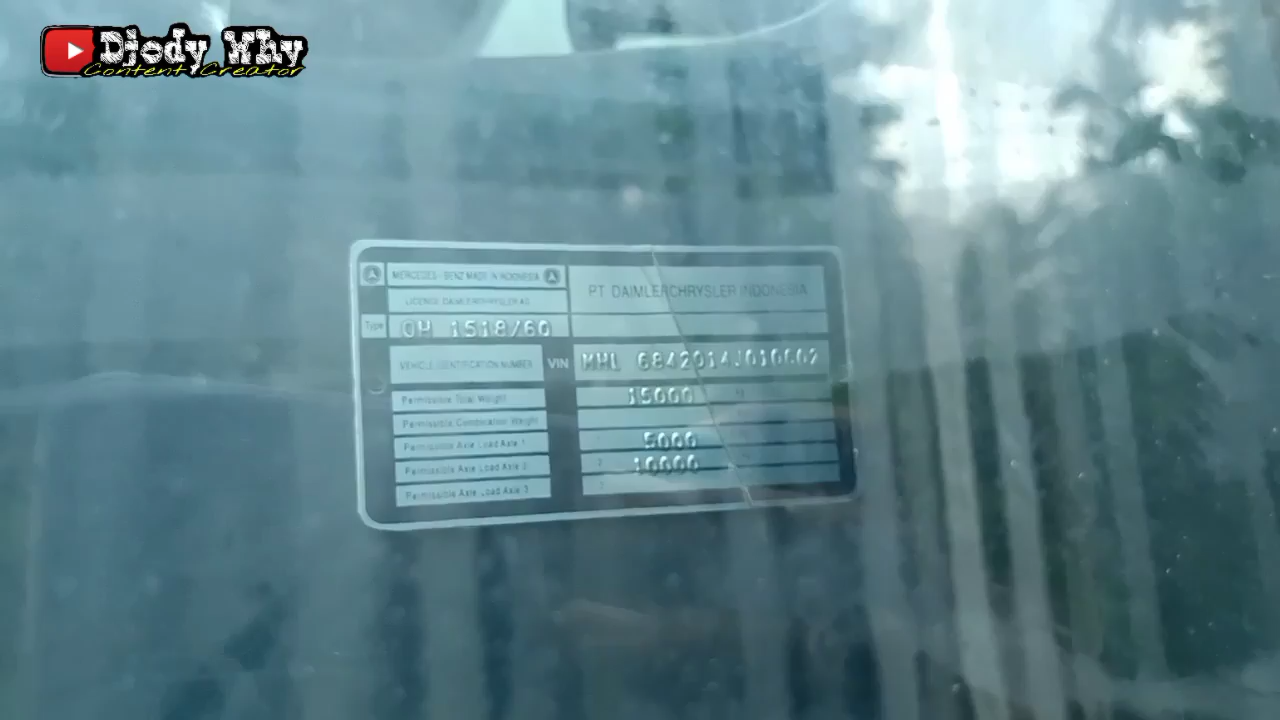 Djody Why
Content Creator
MERCEDES - BENZ MADE IN INDONESIA
LICENCE DAIMLERCHRYSLER AG
PT DAIMLERCHRYSLER INDONESIA
Type OH 1518/60
VEHICLE IDENTIFICATION NUMBER VIN MHL 6842014J010602
Permissible Total Weight 15000
Permissible Combination Weight
Permissible Axle Load Axle 1 5000
Permissible Axle Load Axle 2 10000
Permissible Axle Load Axle 3